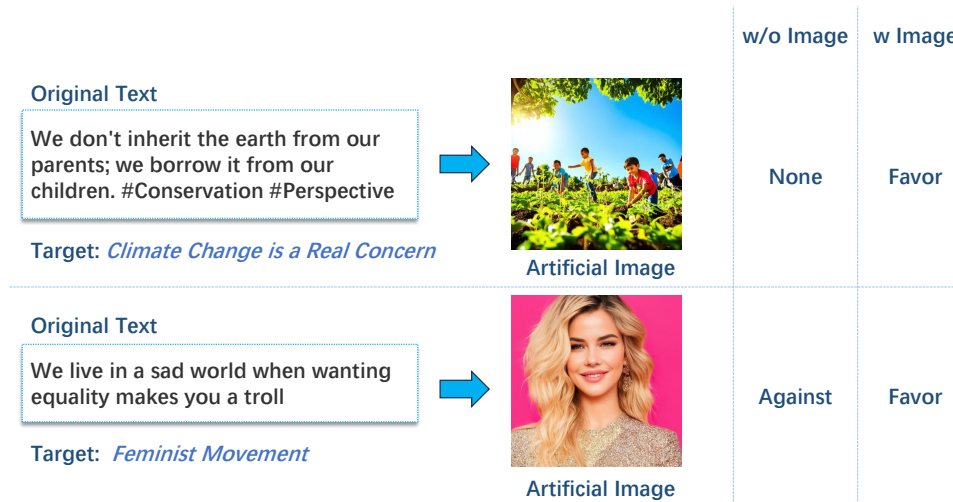 w/o Image w Image
Original Text
We don't inherit the earth from our
parents; we borrow it from our
children. #Conservation #Perspective
None Favor
Target: Climate Change is a Real Concern
Artificial Image
Original Text
We live in a sad world when wanting
equality makes you a troll
Against Favor
Target: Feminist Movement
Artificial Image